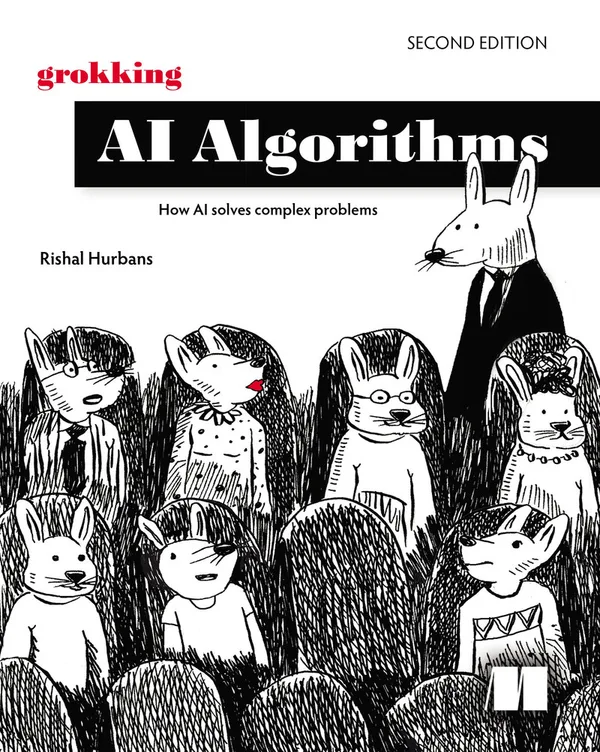 SECOND EDITION
grokking
AI Algorithms
How AI solves complex problems
Rishal Hurbans